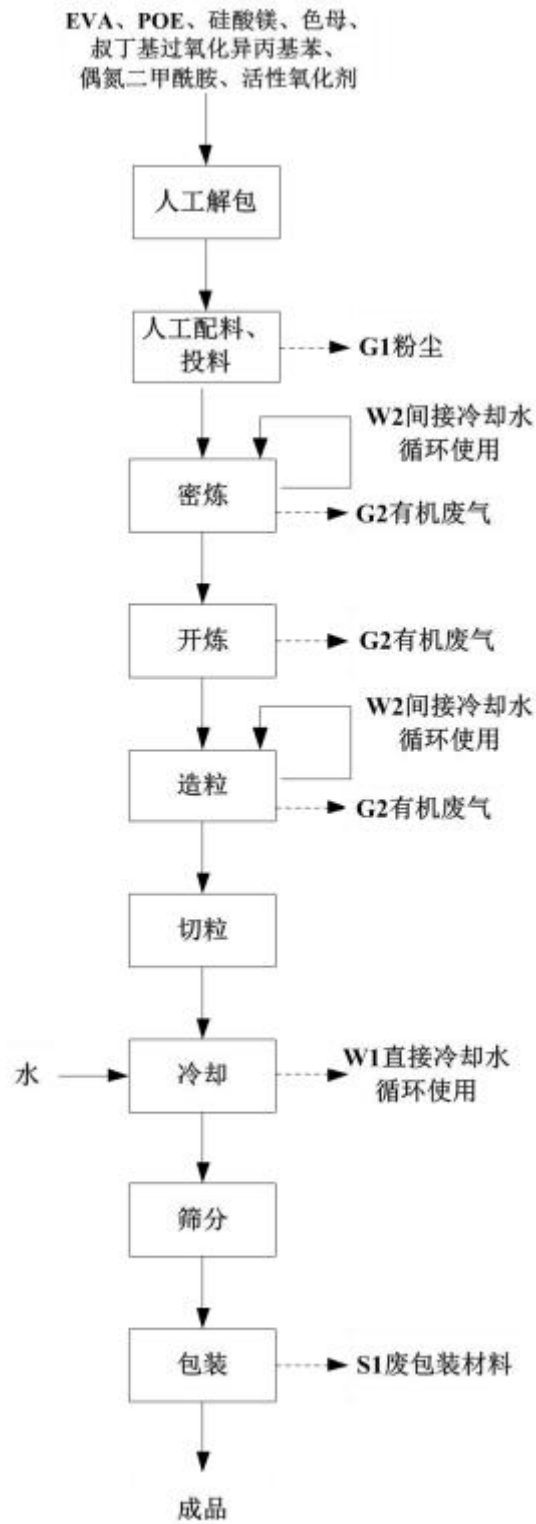 EVA、POE、硅酸镁、色母、
叔丁基过氧化异丙基苯、
偶氮二甲酰胺、活性氧化剂
人工解包
人工配料、
投料
G1粉尘
W2间接冷却水
循环使用
密炼
G2有机废气
开炼
G2有机废气
W2间接冷却水
循环使用
造粒
G2有机废气
切粒
水
冷却
W1直接冷却水
循环使用
筛分
包装
S1废包装材料
成品